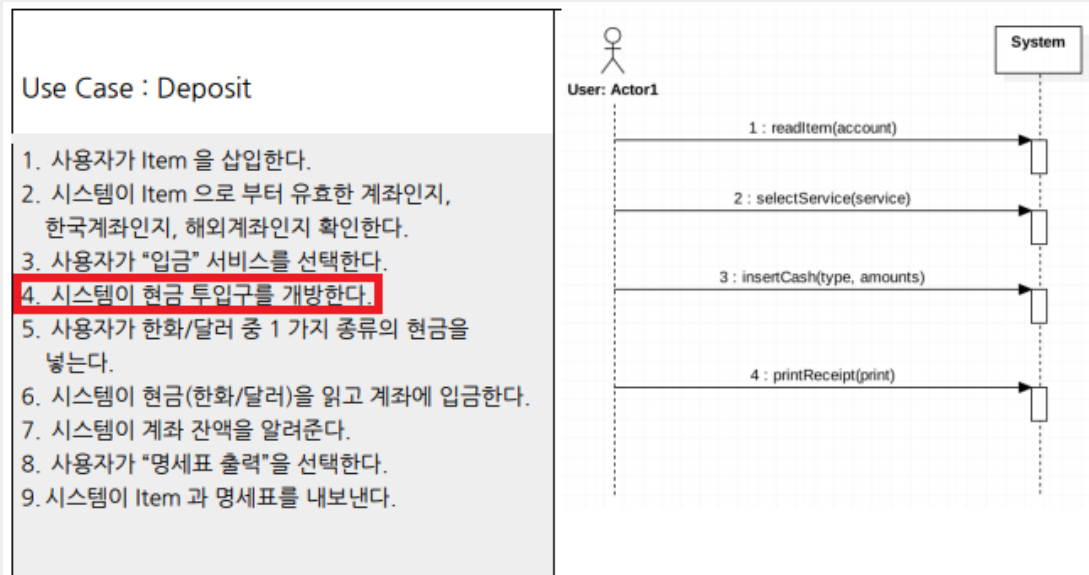 Use Case : Deposit
1. 사용자가 Item 을 삽입한다.
2. 시스템이 Item 으로 부터 유효한 계좌인지,
한국계좌인지, 해외계좌인지 확인한다.
3. 사용자가 “입금” 서비스를 선택한다.
4. 시스템이 현금 투입구를 개방한다.
5. 사용자가 한화/달러 중 1 가지 종류의 현금을
넣는다.
6. 시스템이 현금(한화/달러)을 읽고 계좌에 입금한다.
7. 시스템이 계좌 잔액을 알려준다.
8. 사용자가 “명세표 출력”을 선택한다.
9. 시스템이 Item 과 명세표를 내보낸다.
User: Actor1
System
1 : readItem(account)
2 : selectService(service)
3 : insertCash(type, amounts)
4 : printReceipt(print)